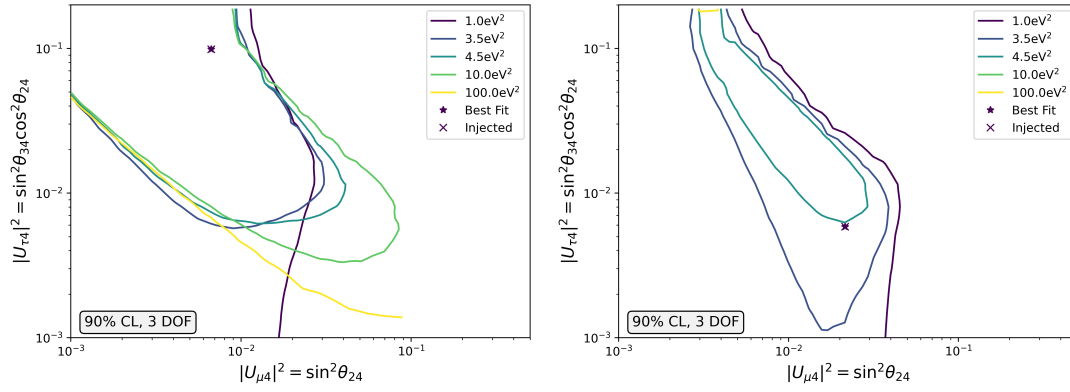 |U_τ4|² = sin²θ₃₄cos²θ₂₄
10⁻¹
10⁻²
10⁻³
1.0eV²
3.5eV²
4.5eV²
10.0eV²
100.0eV²
Best Fit
Injected
90% CL, 3 DOF
10⁻³
10⁻²
10⁻¹
|U_μ4|² = sin²θ₂₄
|U_τ4|² = sin²θ₃₄cos²θ₂₄
10⁻¹
10⁻²
10⁻³
1.0eV²
3.5eV²
4.5eV²
10.0eV²
100.0eV²
Best Fit
Injected
90% CL, 3 DOF
10⁻³
10⁻²
10⁻¹
|U_μ4|² = sin²θ₂₄